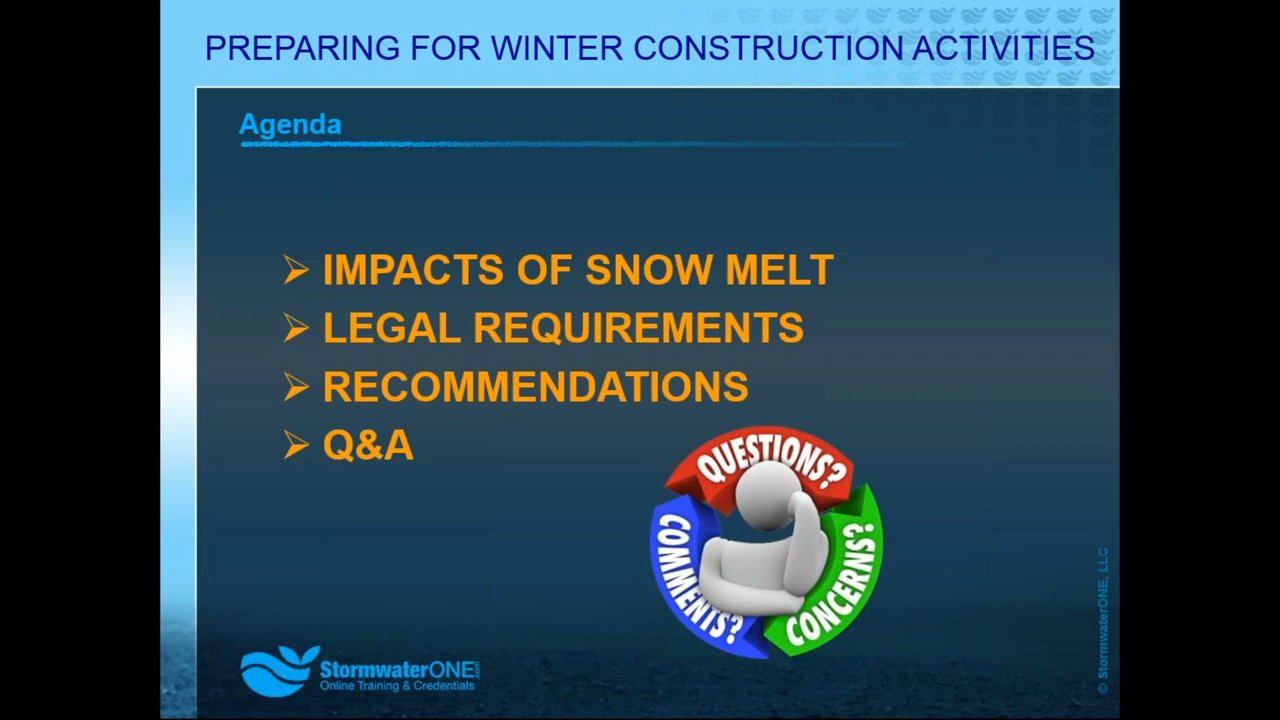 PREPARING FOR WINTER CONSTRUCTION ACTIVITIES
Agenda
IMPACTS OF SNOW MELT
LEGAL REQUIREMENTS
RECOMMENDATIONS
Q&A
QUESTIONS?
COMMENTS?
CONCERNS?
StormwaterONE.com
Online Training & Credentials
© StormwaterONE, LLC